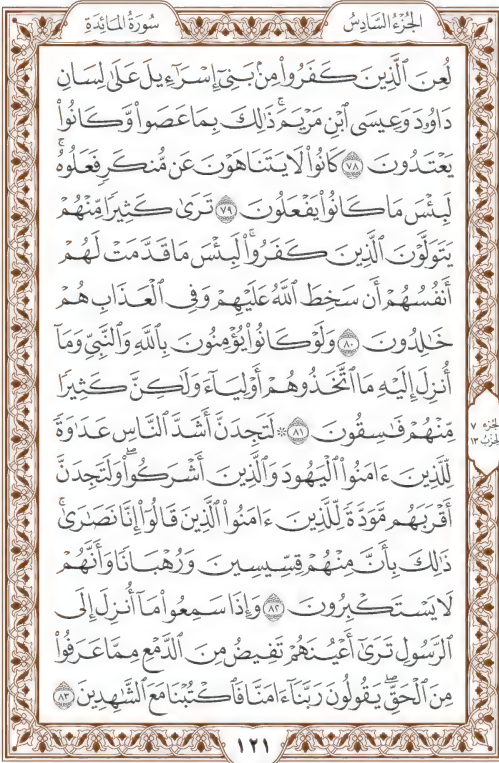 سُورَةُ المَائِدَةِ
الجُزْءُ السَّادِسُ
لُعِنَ ٱلَّذِينَ كَفَرُواْ مِنۢ بَنِيٓ إِسۡرَٰٓءِيلَ عَلَىٰ لِسَانِ
دَاوُۥدَ وَعِيسَى ٱبۡنِ مَرۡيَمَۚ ذَٰلِكَ بِمَا عَصَواْ وَّكَانُواْ
يَعۡتَدُونَ ٧٨ كَانُواْ لَا يَتَنَاهَوۡنَ عَن مُّنكَرٖ فَعَلُوهُۚ
لَبِئۡسَ مَا كَانُواْ يَفۡعَلُونَ ٧٩ تَرَىٰ كَثِيرٗا مِّنۡهُمۡ
يَتَوَلَّوۡنَ ٱلَّذِينَ كَفَرُواْۚ لَبِئۡسَ مَا قَدَّمَتۡ لَهُمۡ
أَنفُسُهُمۡ أَن سَخِطَ ٱللَّهُ عَلَيۡهِمۡ وَفِي ٱلۡعَذَابِ هُمۡ
خَٰلِدُونَ ٨٠ وَلَوۡ كَانُواْ يُؤۡمِنُونَ بِٱللَّهِ وَٱلنَّبِيِّ وَمَآ
أُنزِلَ إِلَيۡهِ مَا ٱتَّخَذُوهُمۡ أَوۡلِيَآءَ وَلَٰكِنَّ كَثِيرٗا
مِّنۡهُمۡ فَٰسِقُونَ ٨١ ۞ لَتَجِدَنَّ أَشَدَّ ٱلنَّاسِ عَدَٰوَةٗ
لِّلَّذِينَ ءَامَنُواْ ٱلۡيَهُودَ وَٱلَّذِينَ أَشۡرَكُواْۖ وَلَتَجِدَنَّ
أَقۡرَبَهُم مَّوَدَّةٗ لِّلَّذِينَ ءَامَنُواْ ٱلَّذِينَ قَالُوٓاْ إِنَّا نَصَٰرَىٰۚ
ذَٰلِكَ بِأَنَّ مِنۡهُمۡ قِسِّيسِينَ وَرُهۡبَانٗا وَأَنَّهُمۡ
لَا يَسۡتَكۡبِرُونَ ٨٢ وَإِذَا سَمِعُواْ مَآ أُنزِلَ إِلَى
ٱلرَّسُولِ تَرَىٰٓ أَعۡيُنَهُمۡ تَفِيضُ مِنَ ٱلدَّمۡعِ مِمَّا عَرَفُواْ
مِنَ ٱلۡحَقِّۖ يَقُولُونَ رَبَّنَآ ءَامَنَّا فَٱكۡتُبۡنَا مَعَ ٱلشَّٰهِدِينَ ٨٣
الجزء ٧
الحزب ١٣
١٢١